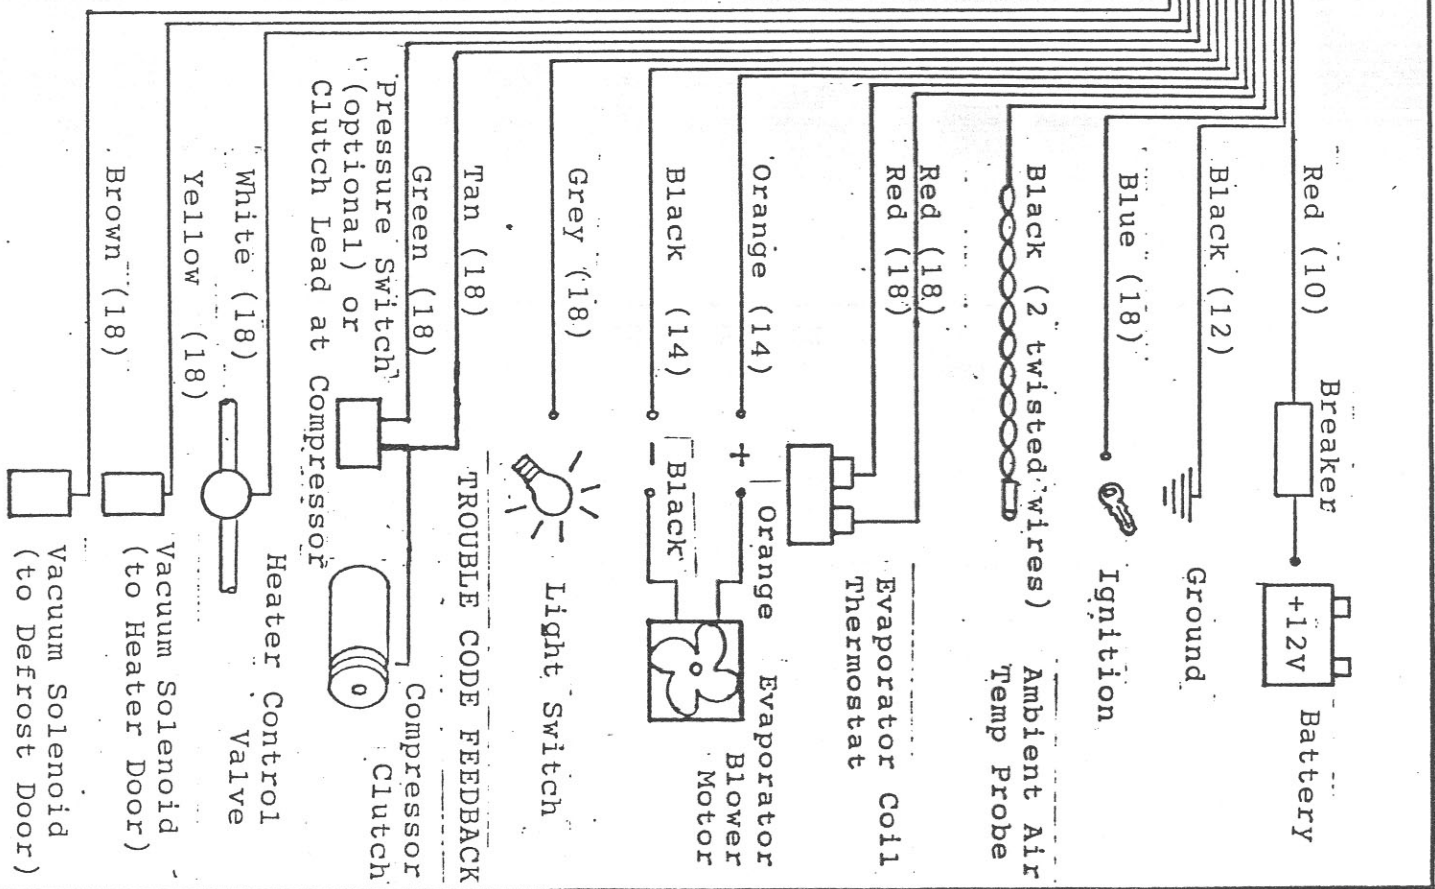 Red (10)
Breaker
+12V
Battery
Black (12)
Ground
Blue (18)
Ignition
Black (2 twisted wires)
Ambient Air
Temp Probe
Red (18)
Red (18)
Evaporator Coil
Thermostat
Orange (14)
+
Orange
Black (14)
-
Black
Evaporator
Blower
Motor
Grey (18)
Light Switch
TROUBLE CODE FEEDBACK
Tan (18)
Green (18)
Pressure Switch
(optional) or
Clutch Lead at Compressor
Compressor
Clutch
White (18)
Heater Control
Valve
Yellow (18)
Vacuum Solenoid
(to Heater Door)
Brown (18)
Vacuum Solenoid
(to Defrost Door)